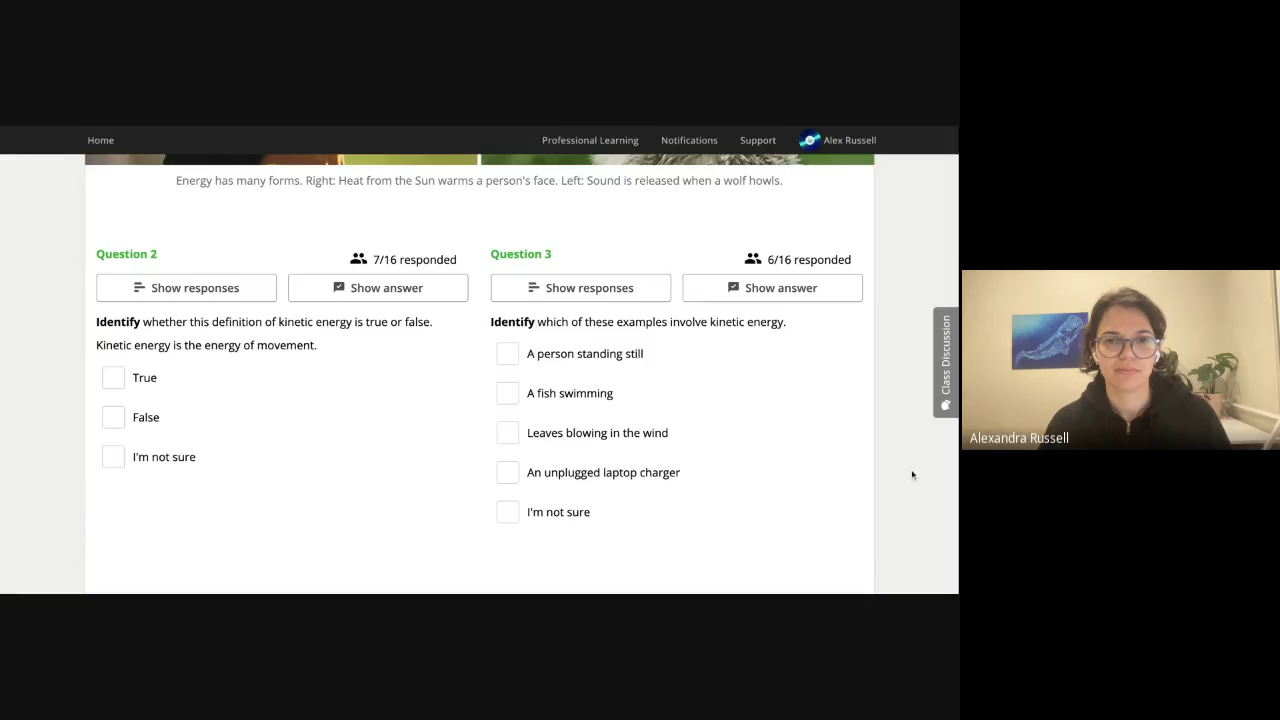 Home
Professional Learning
Notifications
Support
Alex Russell
Energy has many forms. Right: Heat from the Sun warms a person's face. Left: Sound is released when a wolf howls.
Question 2
7/16 responded
Show responses
Show answer
Identify whether this definition of kinetic energy is true or false.
Kinetic energy is the energy of movement.
True
False
I'm not sure
Question 3
6/16 responded
Show responses
Show answer
Identify which of these examples involve kinetic energy.
A person standing still
A fish swimming
Leaves blowing in the wind
An unplugged laptop charger
I'm not sure
Class Discussion
Alexandra Russell